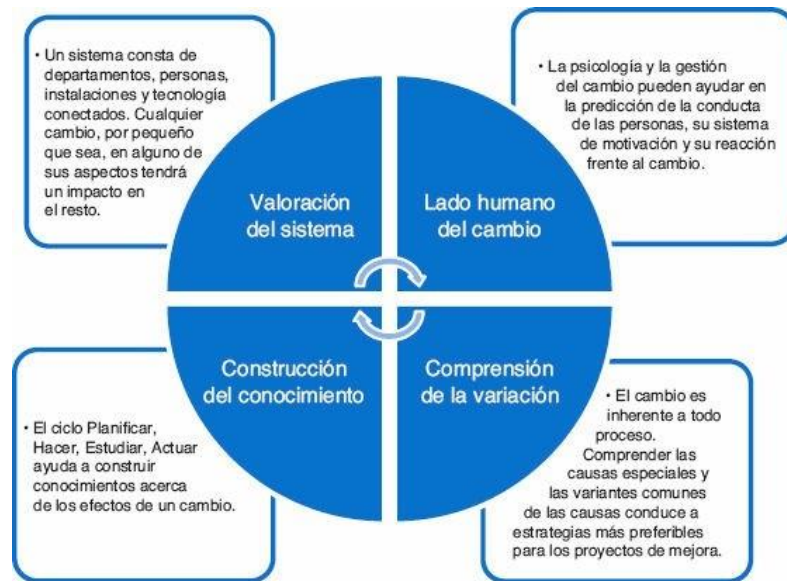 • Un sistema consta de
departamentos, personas,
instalaciones y tecnología
conectados. Cualquier
cambio, por pequeño
que sea, en alguno de
sus aspectos tendrá
un impacto en
el resto.
• La psicología y la gestión
del cambio pueden ayudar en
la predicción de la conducta
de las personas, su sistema
de motivación y su reacción
frente al cambio.
Valoración
del sistema
Lado humano
del cambio
Construcción
del conocimiento
Comprensión
de la variación
• El ciclo Planificar,
Hacer, Estudiar, Actuar
ayuda a construir
conocimientos acerca
de los efectos de un cambio.
• El cambio es
inherente a todo
proceso.
Comprender las
causas especiales y
las variantes comunes
de las causas conduce a
estrategias más preferibles
para los proyectos de mejora.